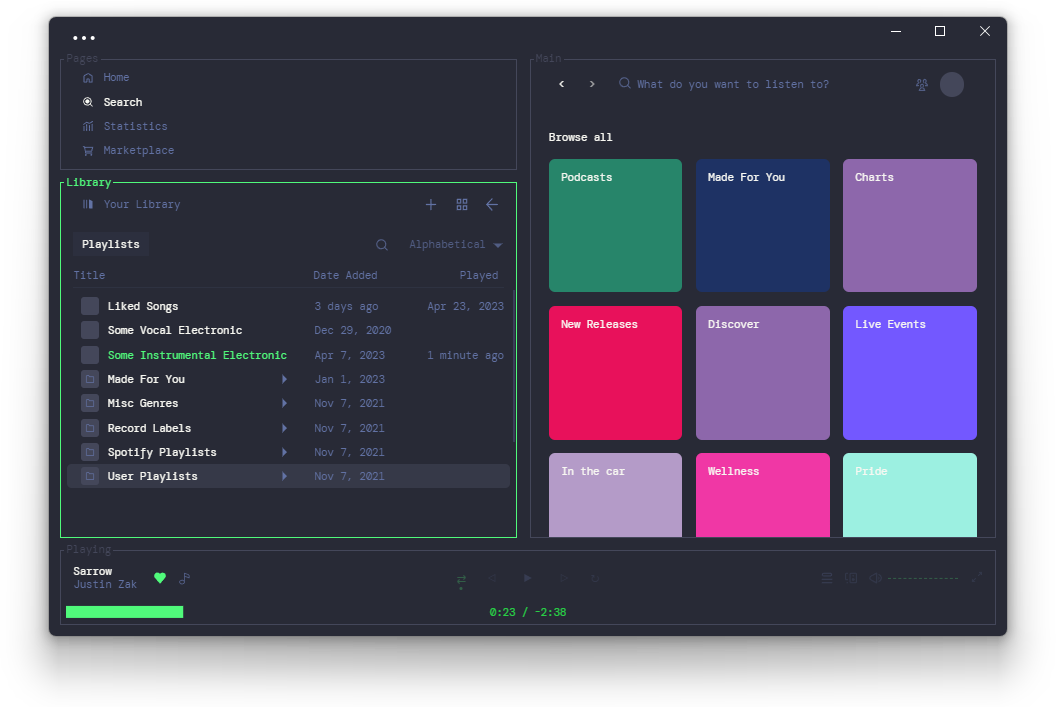 Pages
Home
Search
Statistics
Marketplace
Library
Your Library
Playlists
Alphabetical
Title Date Added Played
Liked Songs 3 days ago Apr 23, 2023
Some Vocal Electronic Dec 29, 2020
Some Instrumental Electronic Apr 7, 2023 1 minute ago
Made For You Jan 1, 2023
Misc Genres Nov 7, 2021
Record Labels Nov 7, 2021
Spotify Playlists Nov 7, 2021
User Playlists Nov 7, 2021
Main
What do you want to listen to?
Browse all
Podcasts Made For You Charts
New Releases Discover Live Events
In the car Wellness Pride
Playing
Sarrow
Justin Zak
0:23 / -2:38